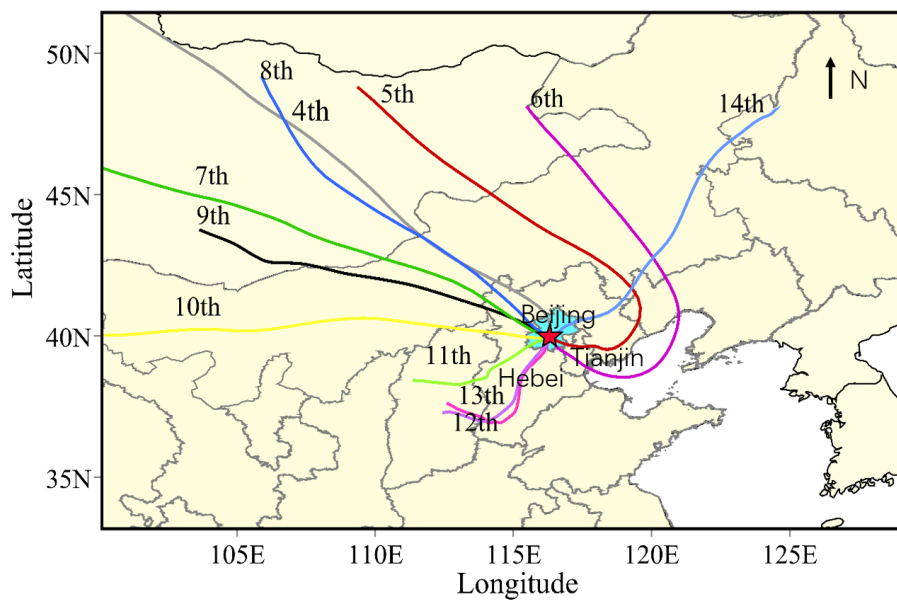 50N
45N
40N
35N
Latitude
8th
4th
5th
6th
14th
N
7th
9th
10th
Beijing
Tianjin
11th
Hebei
13th
12th
105E
110E
115E
120E
125E
Longitude